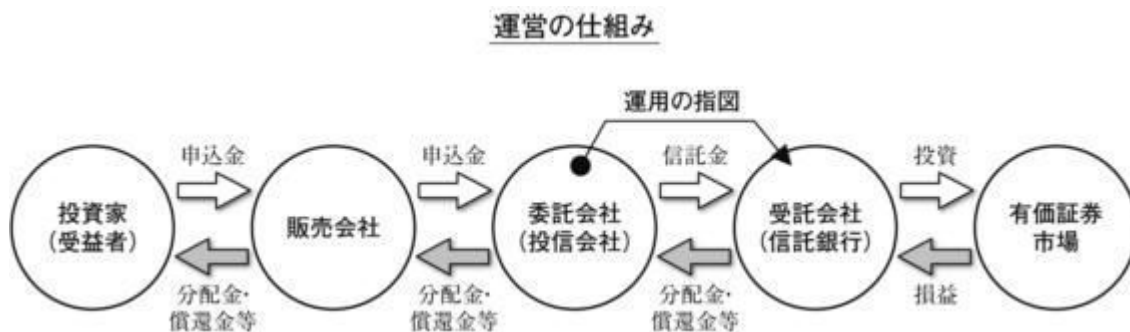 運営の仕組み
運用の指図
申込金
申込金
信託金
投資
投資家
(受益者)
販売会社
委託会社
(投信会社)
受託会社
(信託銀行)
有価証券
市場
分配金・
償還金等
分配金・
償還金等
分配金・
償還金等
損益